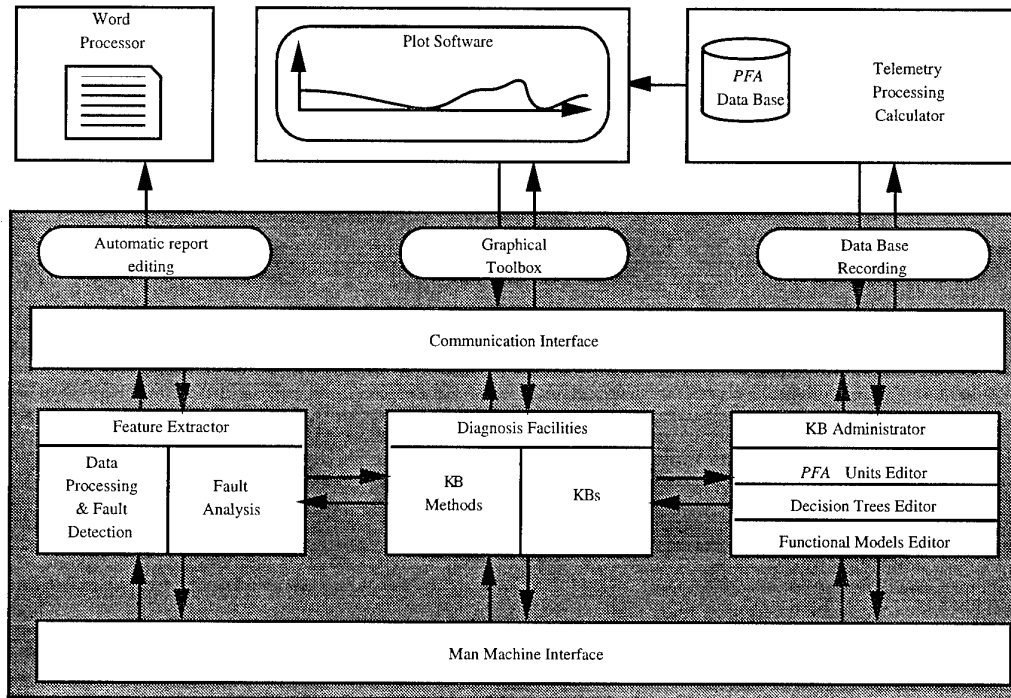 Word
Processor
Plot Software
PFA
Data Base
Telemetry
Processing
Calculator
Automatic report
editing
Graphical
Toolbox
Data Base
Recording
Communication Interface
Feature Extractor
Data
Processing
& Fault
Detection
Fault
Analysis
Diagnosis Facilities
KB
Methods
KBs
KB Administrator
PFA Units Editor
Decision Trees Editor
Functional Models Editor
Man Machine Interface